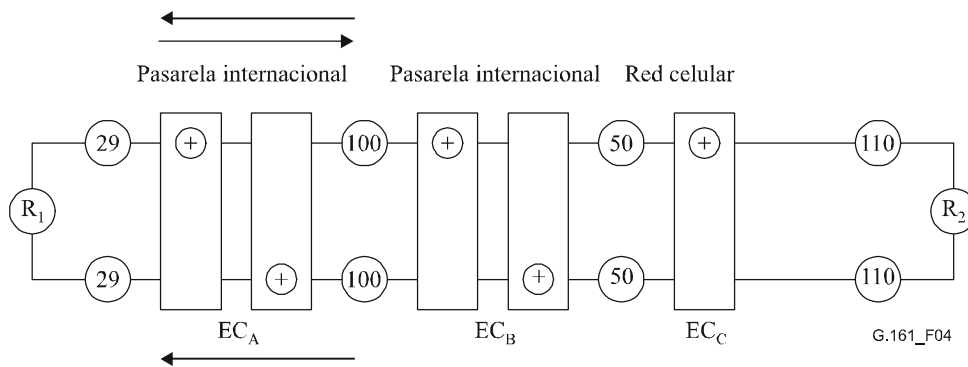 Pasarela internacional Pasarela internacional Red celular
29 + 100 + 50 + 110
R1 R2
29 + 100 + 50 110
ECA ECB ECC
G.161_F04